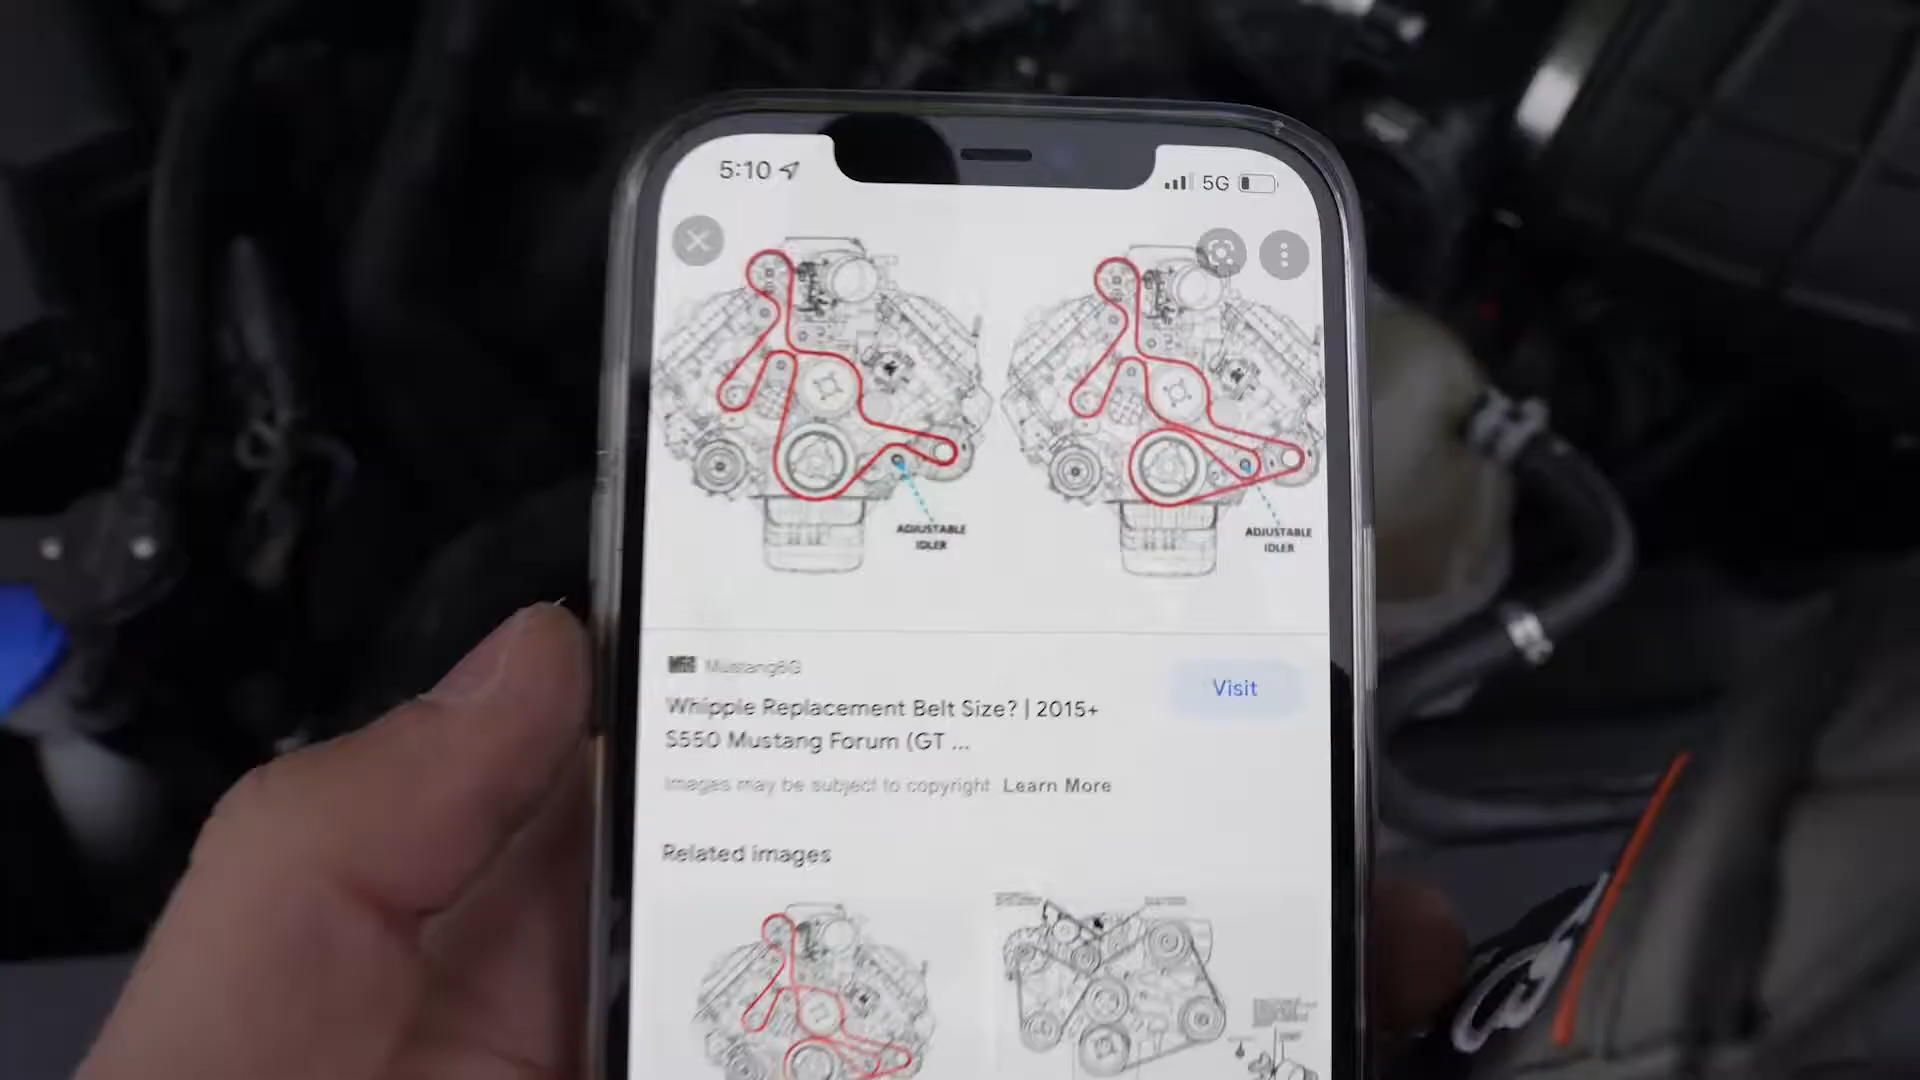 5:10
5G
ADJUSTABLE
IDLER
ADJUSTABLE
IDLER
Mustang6G
Visit
Whipple Replacement Belt Size? | 2015+
S550 Mustang Forum (GT ...
Images may be subject to copyright Learn More
Related images